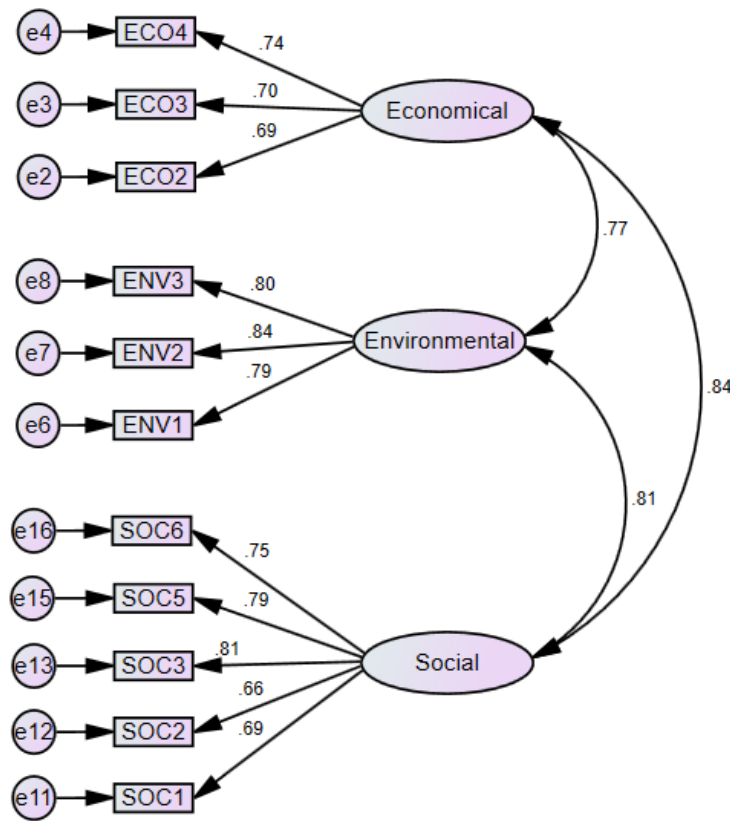 e4 ECO4
.74
e3 ECO3
.70
Economical
.69
e2 ECO2
.77
e8 ENV3
.80
e7 ENV2
.84
Environmental
.79
e6 ENV1
.84
.81
e16 SOC6
.75
e15 SOC5
.79
e13 SOC3
.81
Social
.66
e12 SOC2
.69
e11 SOC1